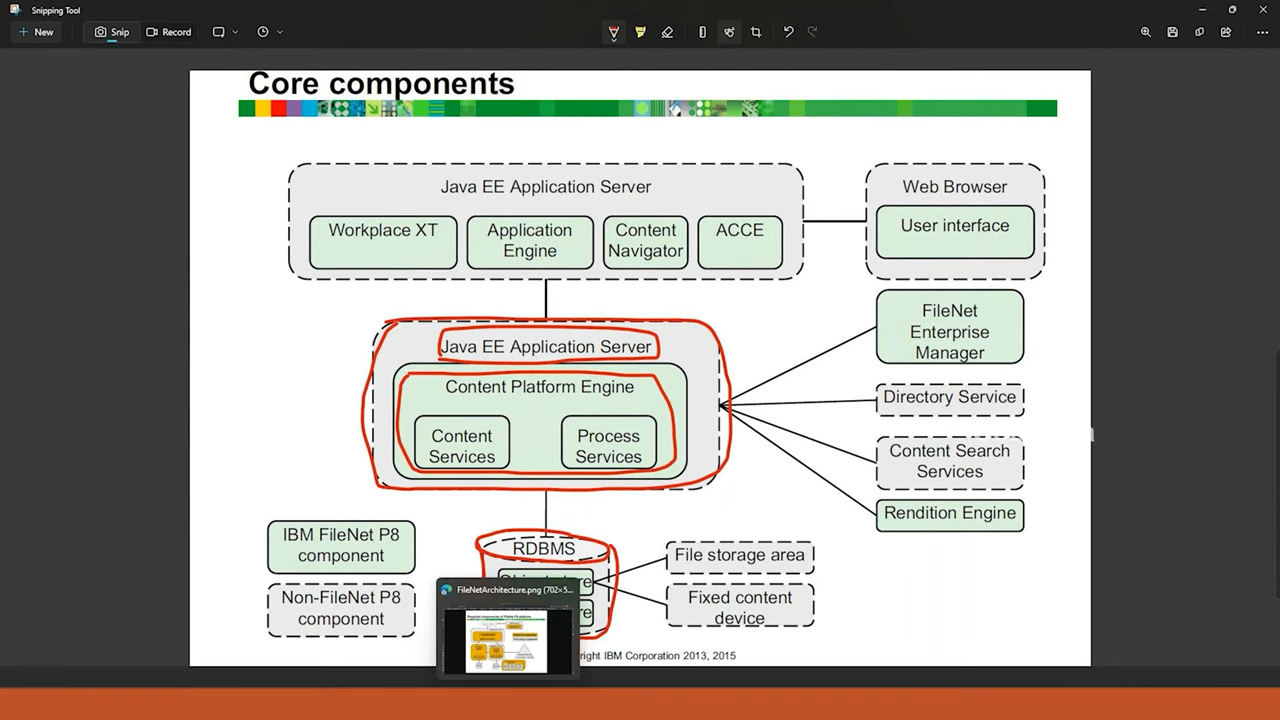 Snipping Tool
New
Snip
Record
Core components
Java EE Application Server
Workplace XT
Application
Engine
Content
Navigator
ACCE
Web Browser
User interface
Java EE Application Server
Content Platform Engine
Content
Services
Process
Services
FileNet
Enterprise
Manager
Directory Service
Content Search
Services
Rendition Engine
IBM FileNet P8
component
Non-FileNet P8
component
RDBMS
File storage area
Fixed content
device
FileNetArchitecture.png (702×5...
IBM Corporation 2013, 2015